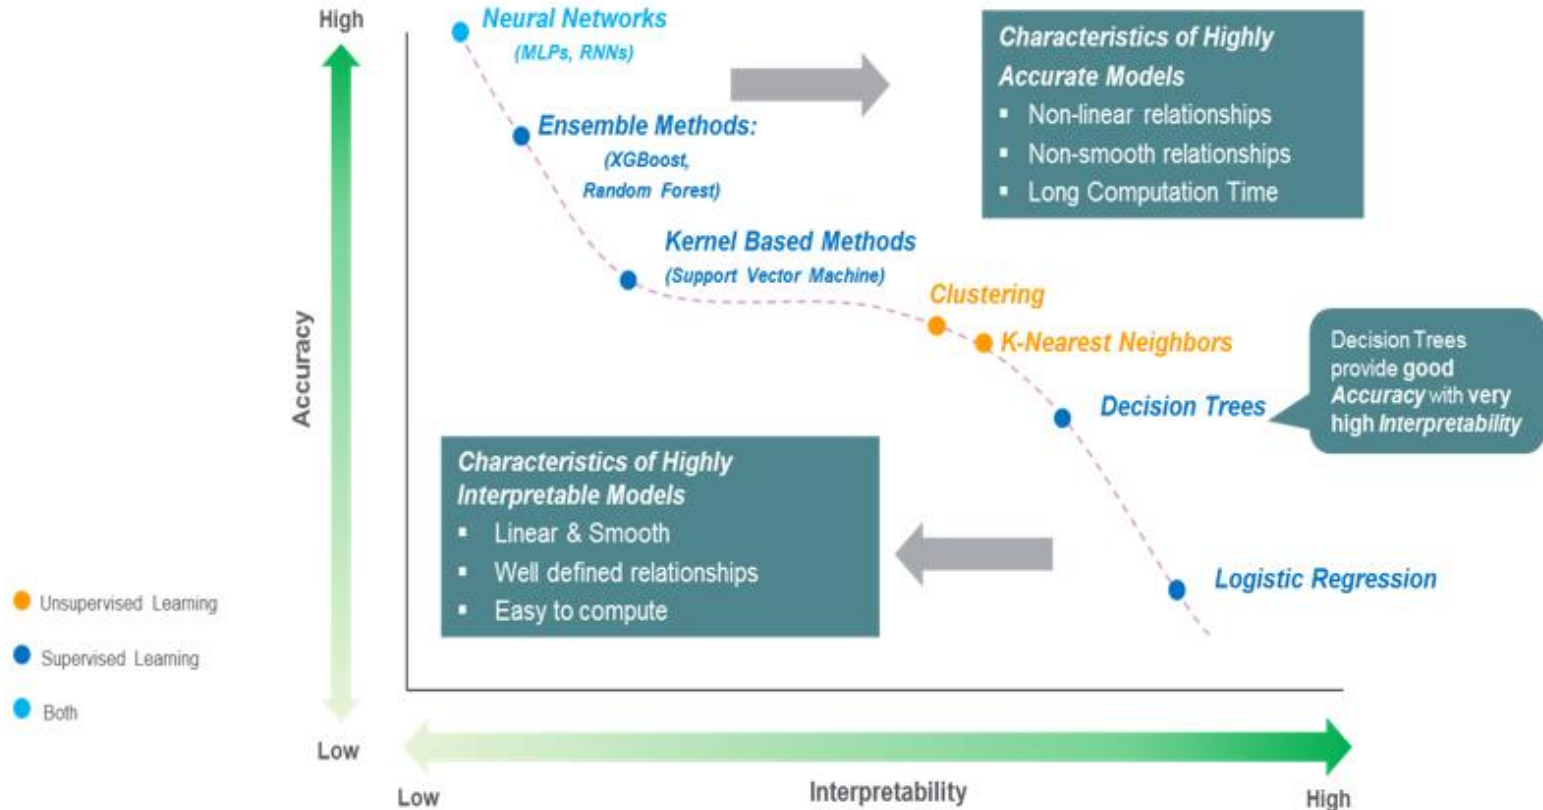 High
Neural Networks
(MLPs, RNNs)
Characteristics of Highly
Accurate Models
▪ Non-linear relationships
▪ Non-smooth relationships
▪ Long Computation Time
Ensemble Methods:
(XGBoost,
Random Forest)
Kernel Based Methods
(Support Vector Machine)
Clustering
K-Nearest Neighbors
Decision Trees
Decision Trees
provide good
Accuracy with very
high Interpretability
Accuracy
Characteristics of Highly
Interpretable Models
▪ Linear & Smooth
▪ Well defined relationships
▪ Easy to compute
Logistic Regression
Unsupervised Learning
Supervised Learning
Both
Low
Low
Interpretability
High